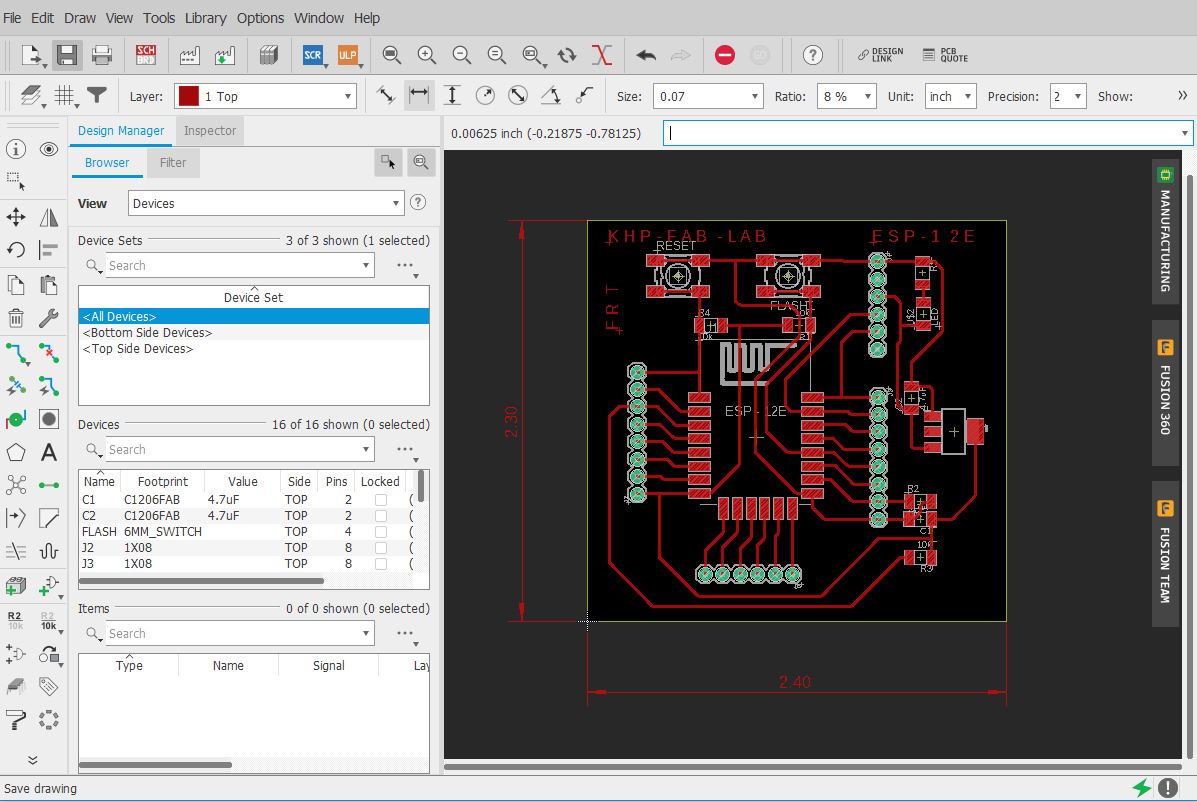 File Edit Draw View Tools Library Options Window Help
SCH
BRD
SCR
ULP
DESIGN
LINK
PCB
QUOTE
Layer: 1 Top
Size: 0.07
Ratio: 8 %
Unit: inch
Precision: 2
Show:
Design Manager
Inspector
0.00625 inch (-0.21875 -0.78125)
Browser
Filter
View
Devices
Device Sets
3 of 3 shown (1 selected)
Search
Device Set
<All Devices>
<Bottom Side Devices>
<Top Side Devices>
Devices
16 of 16 shown (0 selected)
Search
Name Footprint Value Side Pins Locked
C1 C1206FAB 4.7uF TOP 2 (
C2 C1206FAB 4.7uF TOP 2 (
FLASH 6MM_SWITCH TOP 4 (
J2 1X08 TOP 8 (
J3 1X08 TOP 8 (
Items
0 of 0 shown (0 selected)
Search
Type Name Signal Lay
R2
10k
R2
10k
KHP-FAB-LAB
ESP-12E
RESET
FLASH
ESP-12E
LED
R2
C1
R3
2.30
2.40
MANUFACTURING
FUSION 360
FUSION TEAM
Save drawing